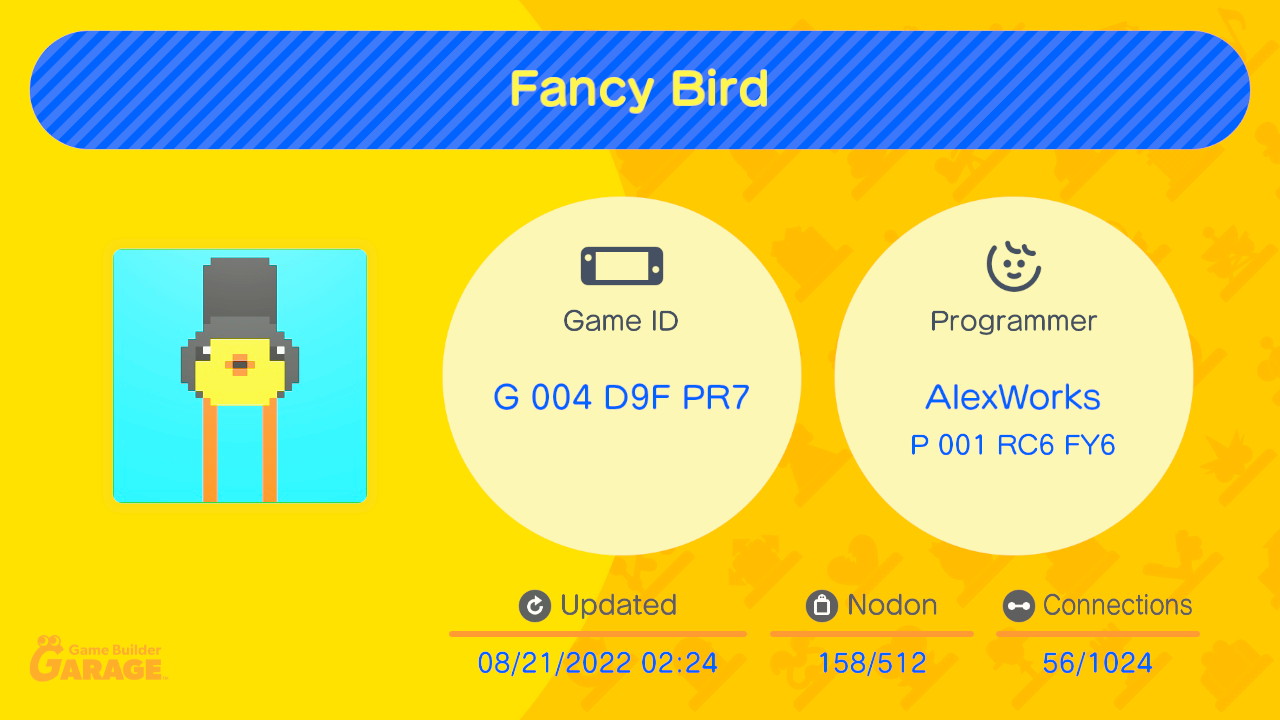 Fancy Bird
Game ID
G 004 D9F PR7
Programmer
AlexWorks
P 001 RC6 FY6
Updated
08/21/2022 02:24
Nodon
158/512
Connections
56/1024
Game Builder
GARAGE™